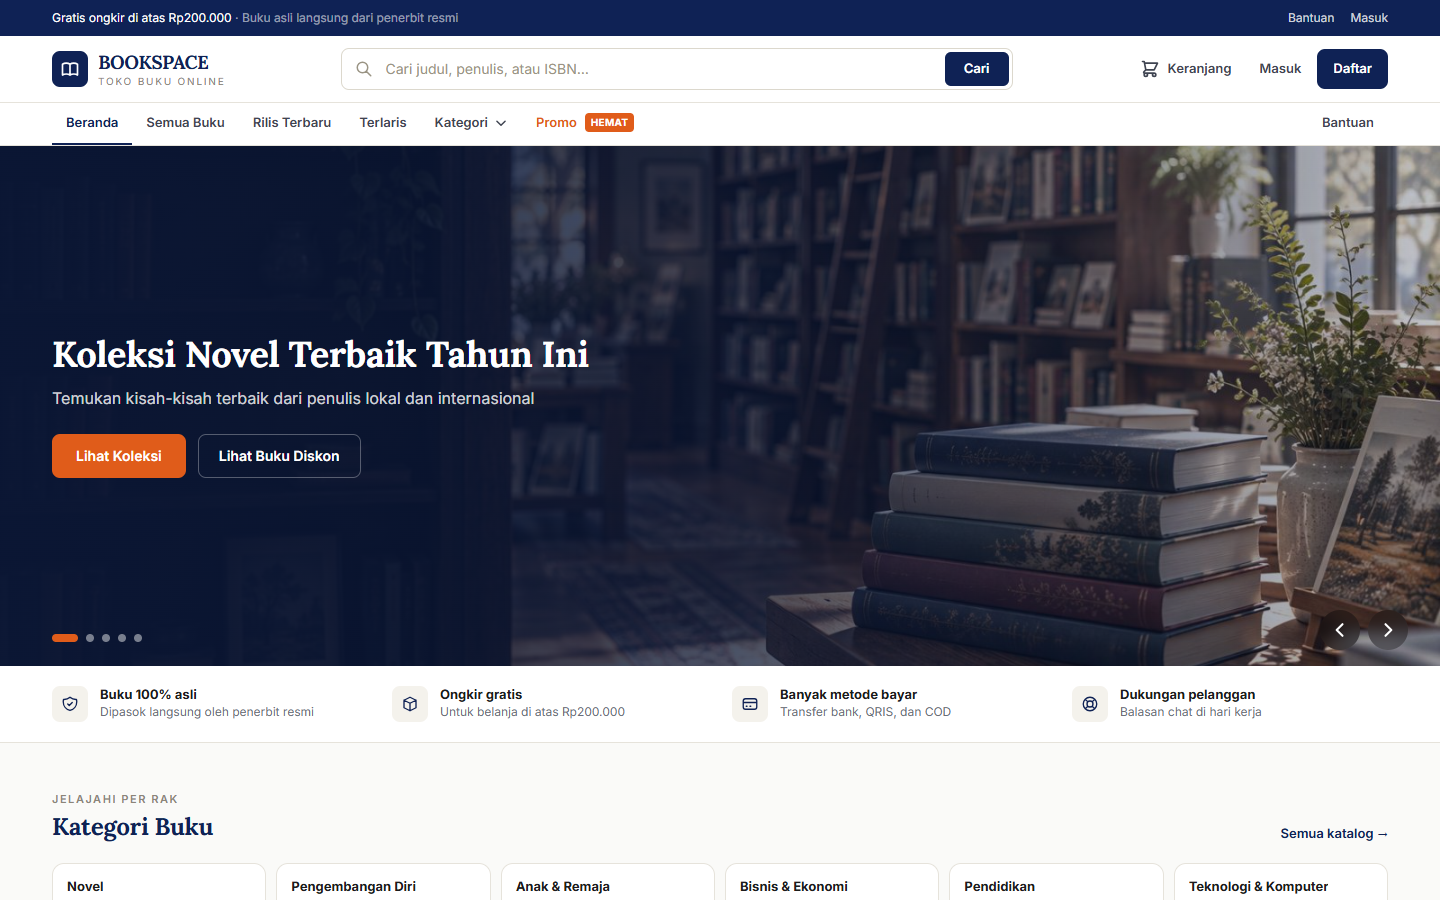 Gratis ongkir di atas Rp200.000 · Buku asli langsung dari penerbit resmi
Bantuan Masuk
BOOKSPACE
TOKO BUKU ONLINE
Cari judul, penulis, atau ISBN...
Cari
Keranjang
Masuk
Daftar
Beranda
Semua Buku
Rilis Terbaru
Terlaris
Kategori
Promo HEMAT
Bantuan
Koleksi Novel Terbaik Tahun Ini
Temukan kisah-kisah terbaik dari penulis lokal dan internasional
Lihat Koleksi
Lihat Buku Diskon
Buku 100% asli
Dipasok langsung oleh penerbit resmi
Ongkir gratis
Untuk belanja di atas Rp200.000
Banyak metode bayar
Transfer bank, QRIS, dan COD
Dukungan pelanggan
Balasan chat di hari kerja
JELAJAHI PER RAK
Kategori Buku
Semua katalog →
Novel
Pengembangan Diri
Anak & Remaja
Bisnis & Ekonomi
Pendidikan
Teknologi & Komputer